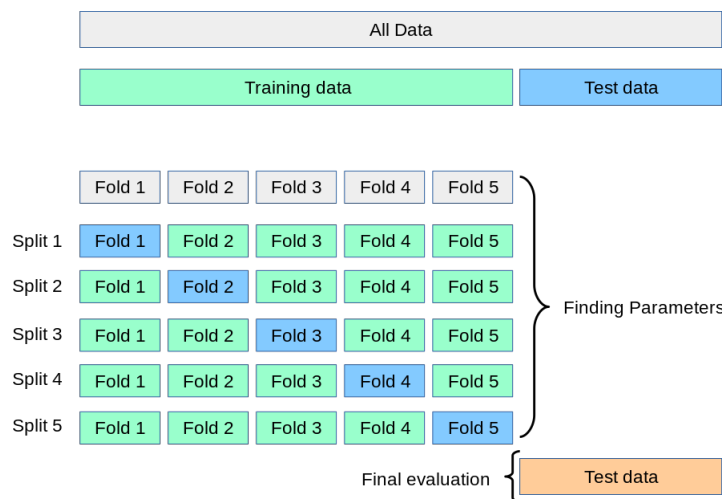 All Data
Training data Test data
Fold 1 Fold 2 Fold 3 Fold 4 Fold 5
Split 1 Fold 1 Fold 2 Fold 3 Fold 4 Fold 5
Split 2 Fold 1 Fold 2 Fold 3 Fold 4 Fold 5
Finding Parameters
Split 3 Fold 1 Fold 2 Fold 3 Fold 4 Fold 5
Split 4 Fold 1 Fold 2 Fold 3 Fold 4 Fold 5
Split 5 Fold 1 Fold 2 Fold 3 Fold 4 Fold 5
Final evaluation Test data